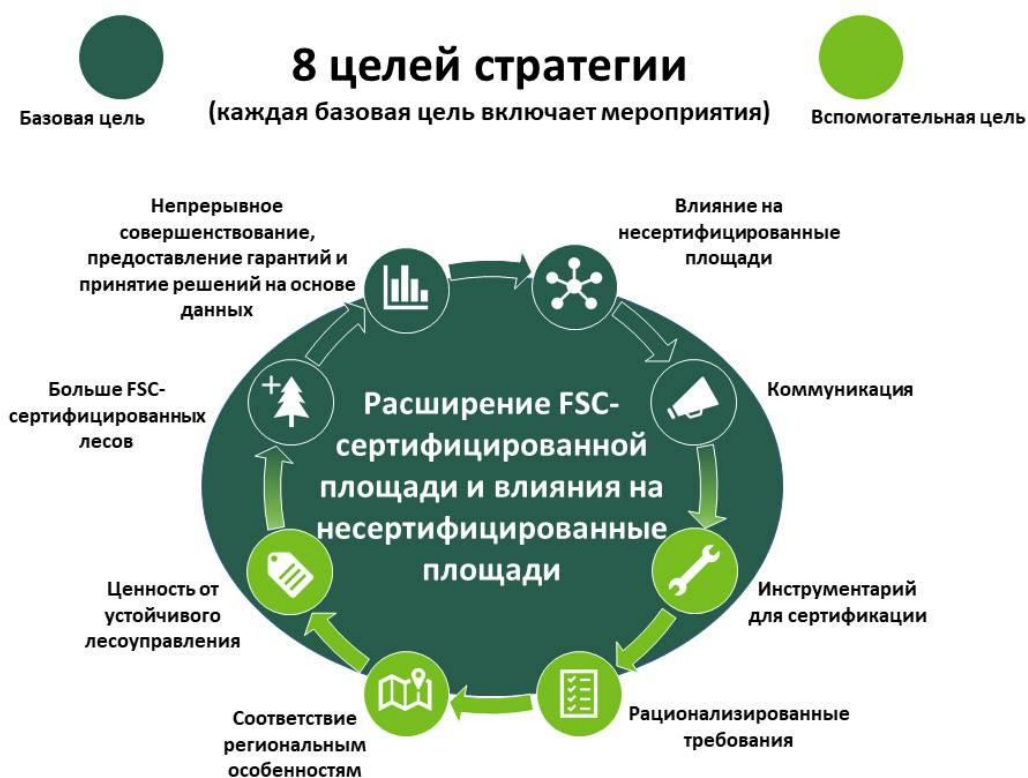 8 целей стратегии
(каждая базовая цель включает мероприятия)
Базовая цель
Вспомогательная цель
Непрерывное
совершенствование,
предоставление гарантий и
принятие решений на основе
данных
Влияние на
несертифицированные
площади
Больше FSC-
сертифицированных
лесов
Коммуникация
Расширение FSC-
сертифицированной
площади и влияния на
несертифицированные
площади
Ценность от
устойчивого
лесоуправления
Инструментарий
для сертификации
Соответствие
региональным
особенностям
Рационализированные
требования